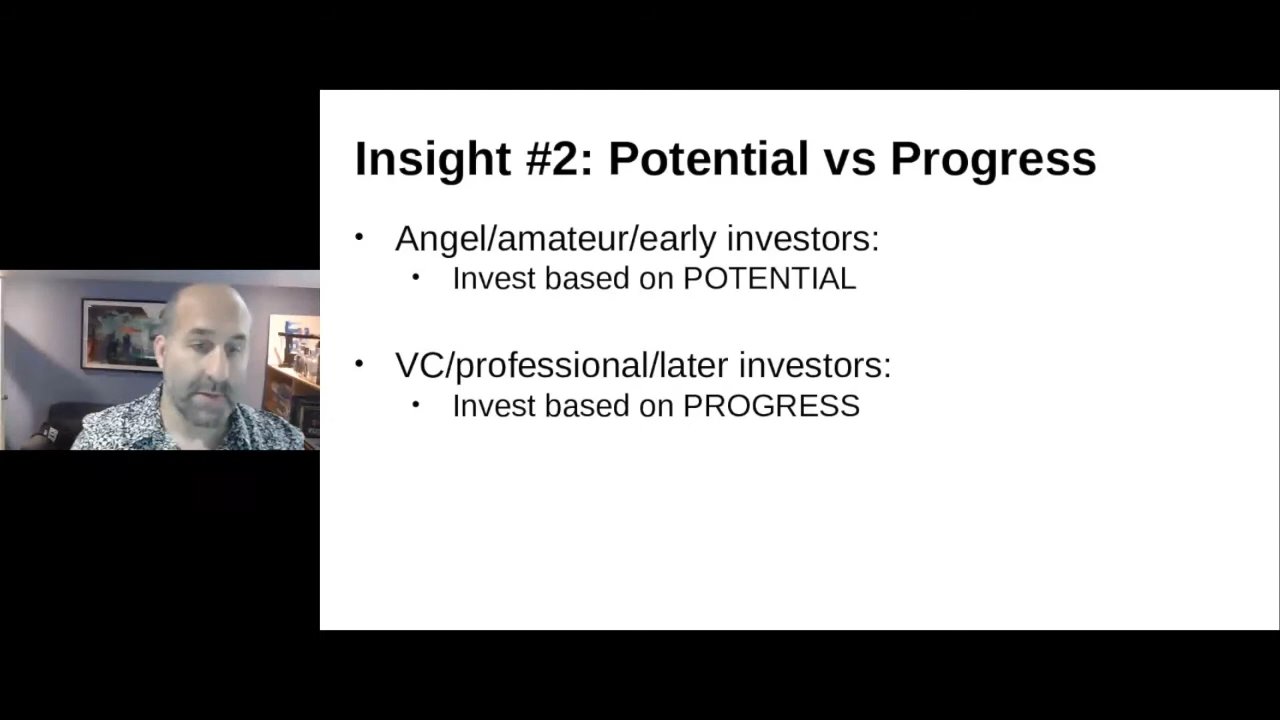 Insight #2: Potential vs Progress
• Angel/amateur/early investors:
• Invest based on POTENTIAL
• VC/professional/later investors:
• Invest based on PROGRESS